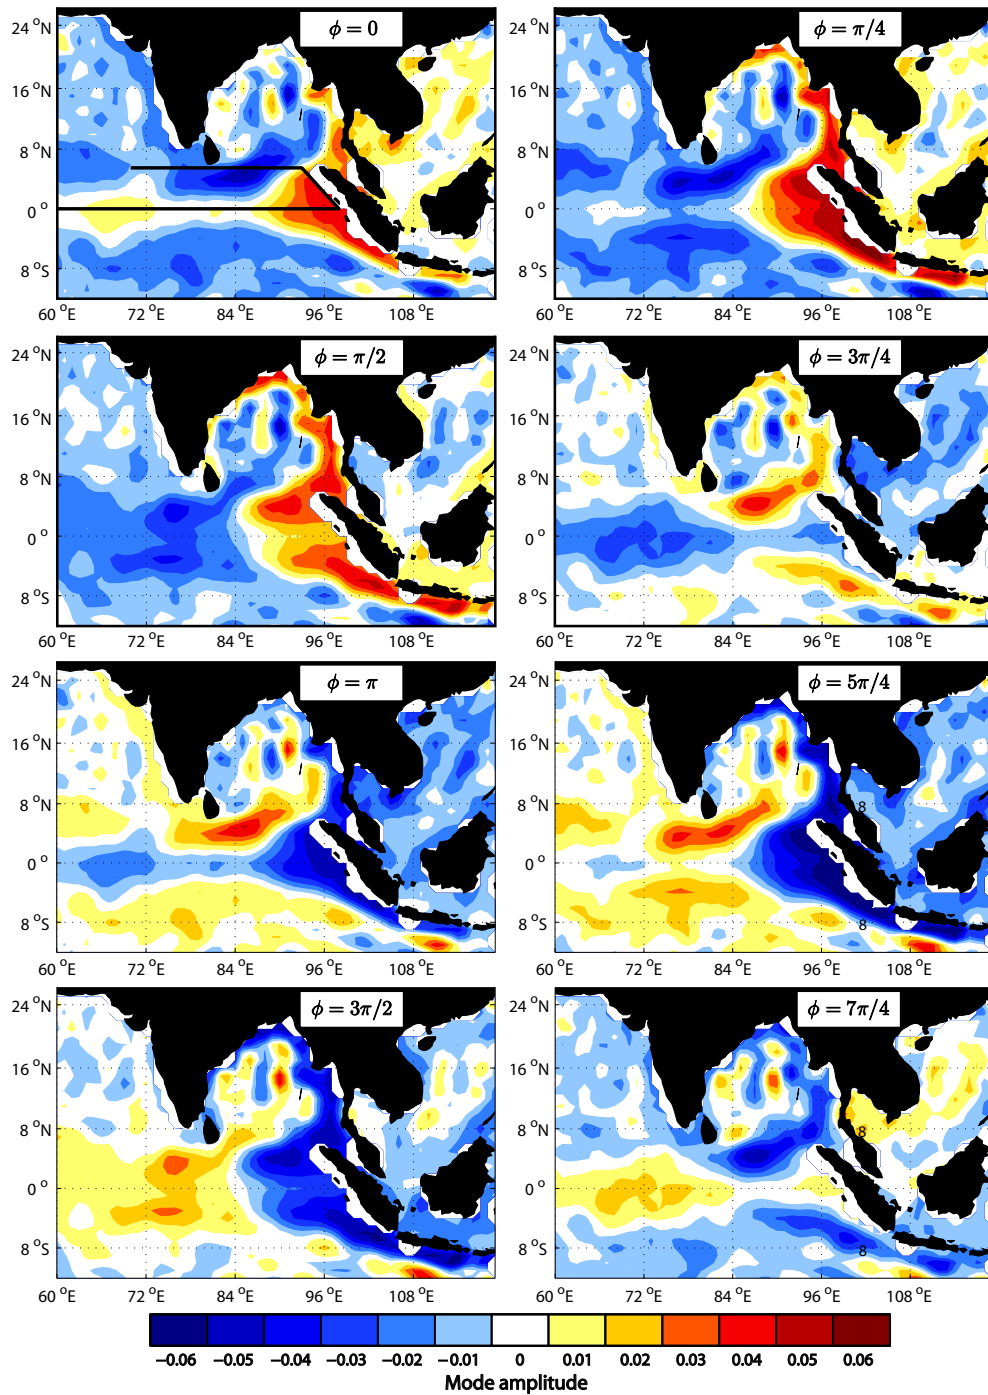 ϕ = 0
ϕ = π/4
24 °N
16 °N
8 °N
0 °
8 °S
60 °E 72 °E 84 °E 96 °E 108 °E
24 °N
16 °N
8 °N
0 °
8 °S
60 °E 72 °E 84 °E 96 °E 108 °E
ϕ = π/2
ϕ = 3π/4
24 °N
16 °N
8 °N
0 °
8 °S
60 °E 72 °E 84 °E 96 °E 108 °E
24 °N
16 °N
8 °N
0 °
8 °S
60 °E 72 °E 84 °E 96 °E 108 °E
ϕ = π
ϕ = 5π/4
24 °N
16 °N
8 °N
0 °
8 °S
60 °E 72 °E 84 °E 96 °E 108 °E
24 °N
16 °N
8 °N
0 °
8 °S
8
8
60 °E 72 °E 84 °E 96 °E 108 °E
ϕ = 3π/2
ϕ = 7π/4
24 °N
16 °N
8 °N
0 °
8 °S
60 °E 72 °E 84 °E 96 °E 108 °E
24 °N
16 °N
8 °N
0 °
8 °S
8
8
60 °E 72 °E 84 °E 96 °E 108 °E
−0.06 −0.05 −0.04 −0.03 −0.02 −0.01 0 0.01 0.02 0.03 0.04 0.05 0.06
Mode amplitude